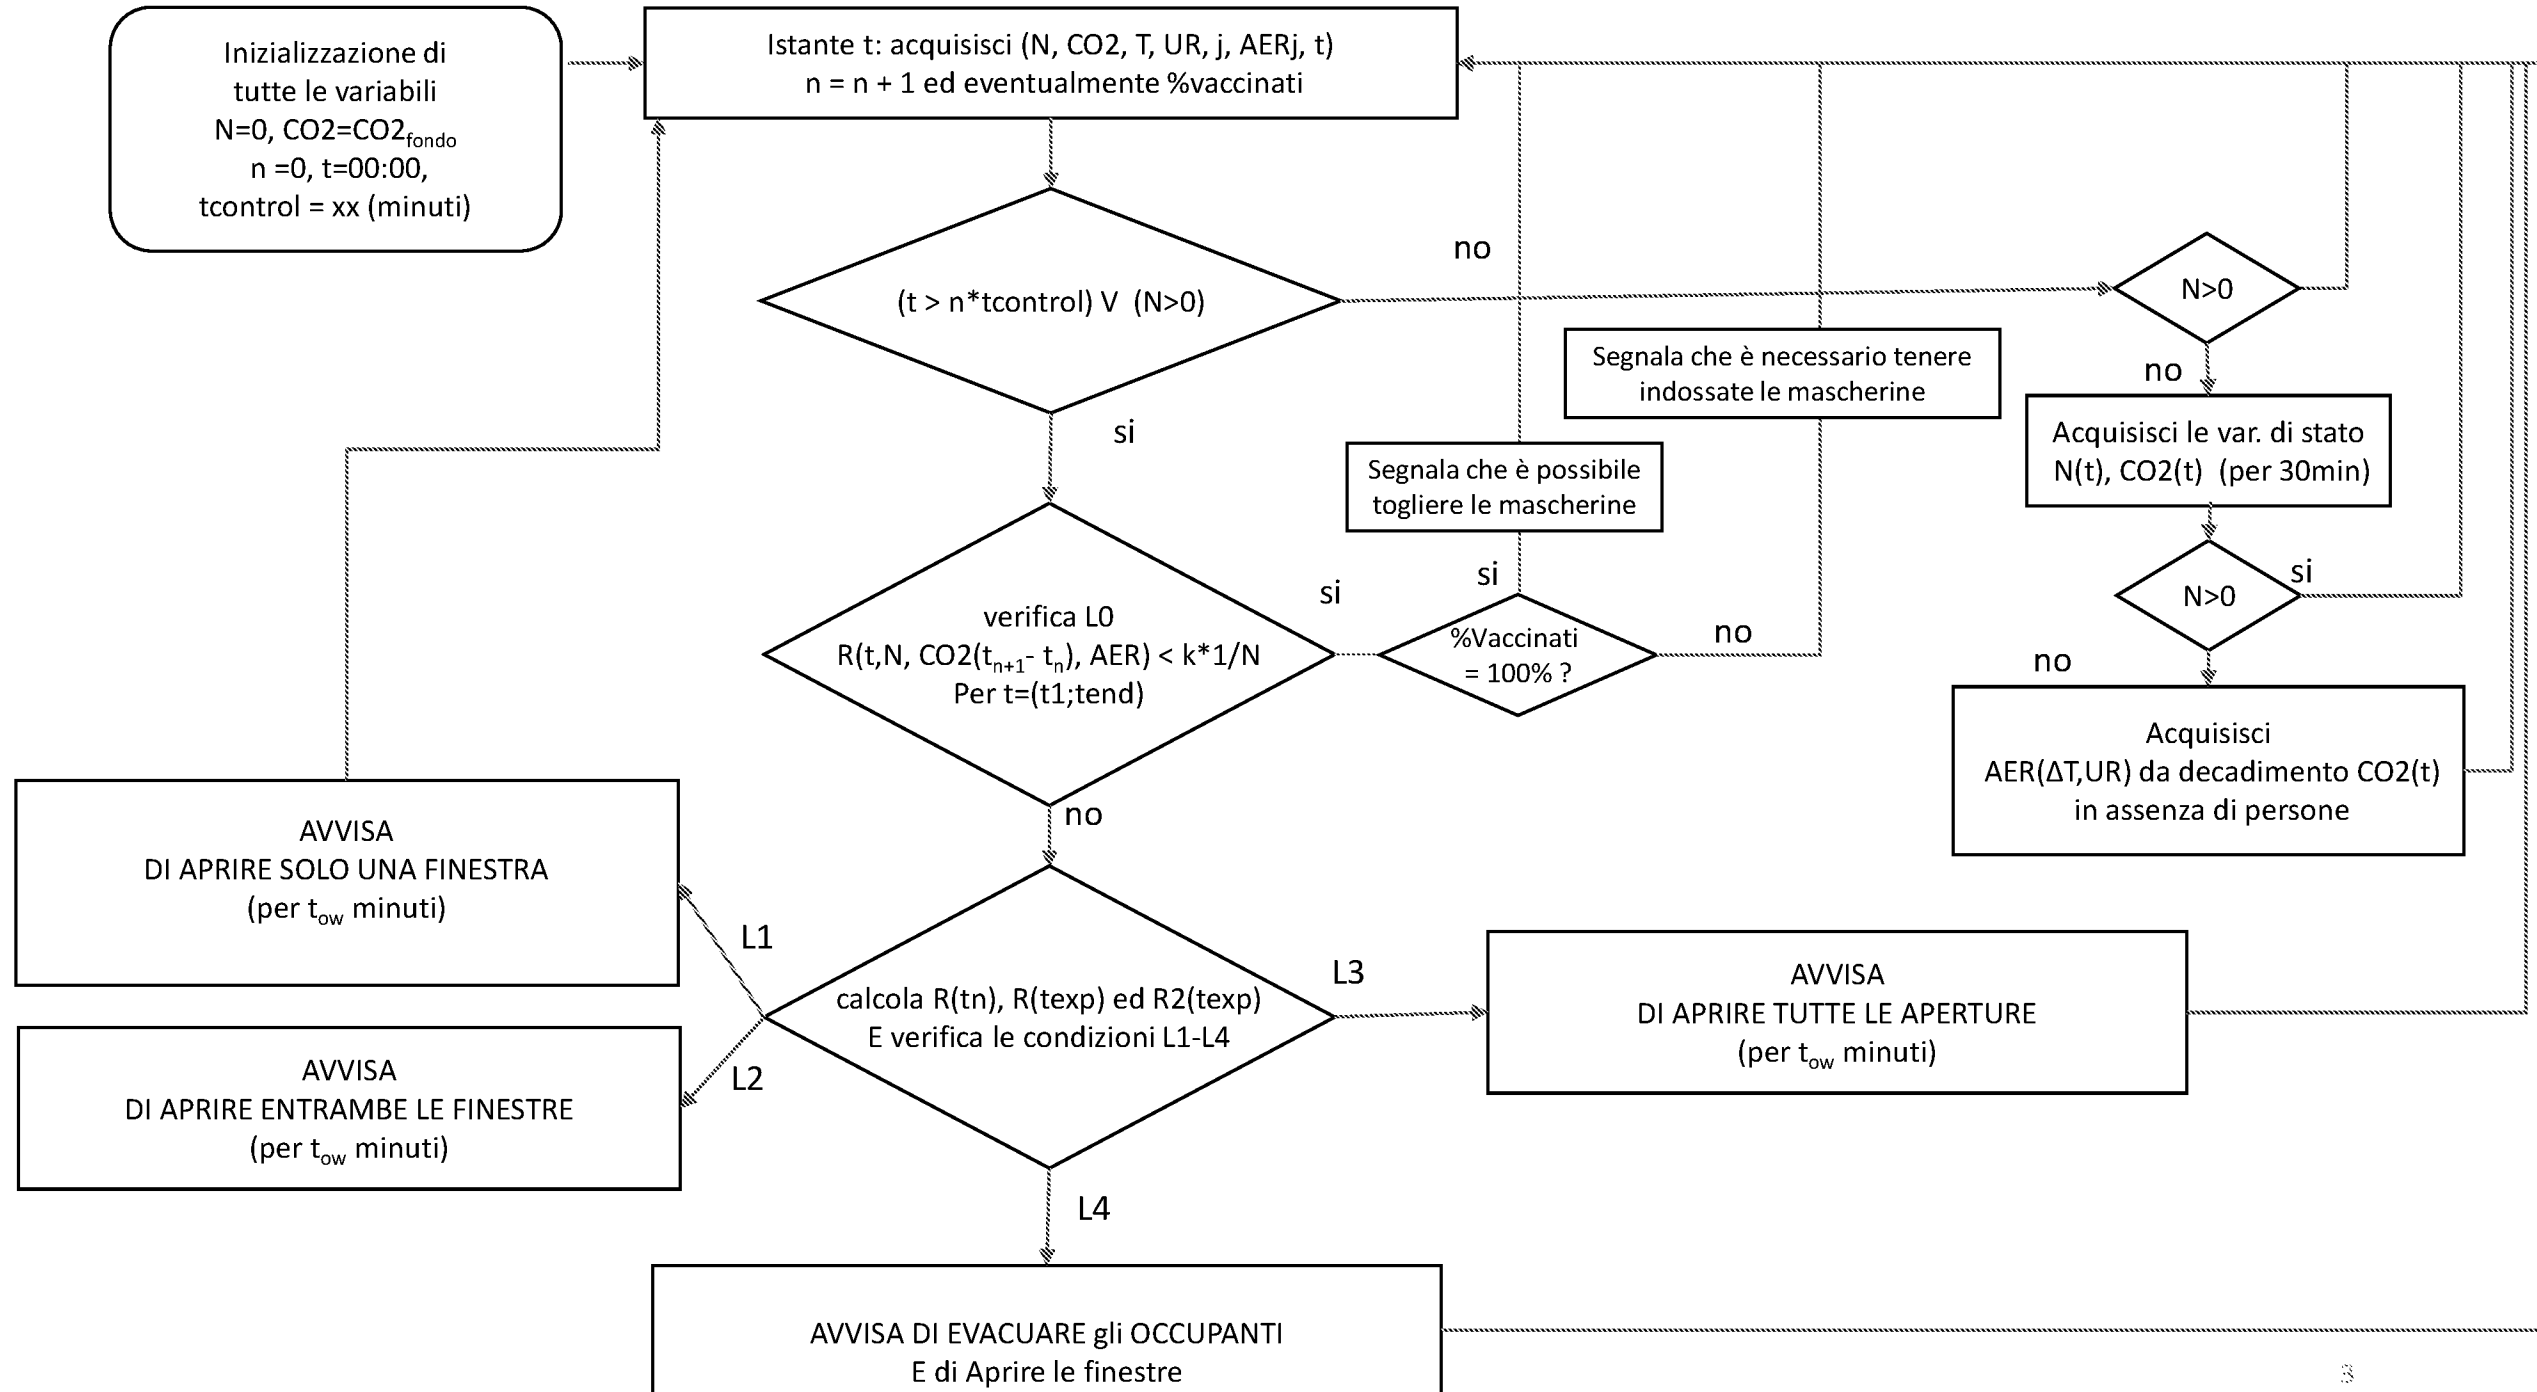 Inizializzazione di
tutte le variabili
N=0, CO2=CO2fondo
n =0, t=00:00,
tcontrol = xx (minuti)
Istante t: acquisisci (N, CO2, T, UR, j, AERj, t)
n = n + 1 ed eventualmente %vaccinati
(t > n*tcontrol) V (N>0)
no
N>0
no
Segnala che è necessario tenere
indossate le mascherine
Acquisisci le var. di stato
N(t), CO2(t) (per 30min)
si
Segnala che è possibile
togliere le mascherine
N>0
si
no
verifica L0
R(t,N, CO2(tn+1- tn), AER) < k*1/N
Per t=(t1;tend)
si
si
%Vaccinati
= 100% ?
no
Acquisisci
AER(ΔT,UR) da decadimento CO2(t)
in assenza di persone
no
AVVISA
DI APRIRE SOLO UNA FINESTRA
(per tow minuti)
L1
calcola R(tn), R(texp) ed R2(texp)
E verifica le condizioni L1-L4
L3
AVVISA
DI APRIRE TUTTE LE APERTURE
(per tow minuti)
L2
AVVISA
DI APRIRE ENTRAMBE LE FINESTRE
(per tow minuti)
L4
AVVISA DI EVACUARE gli OCCUPANTI
E di Aprire le finestre
3